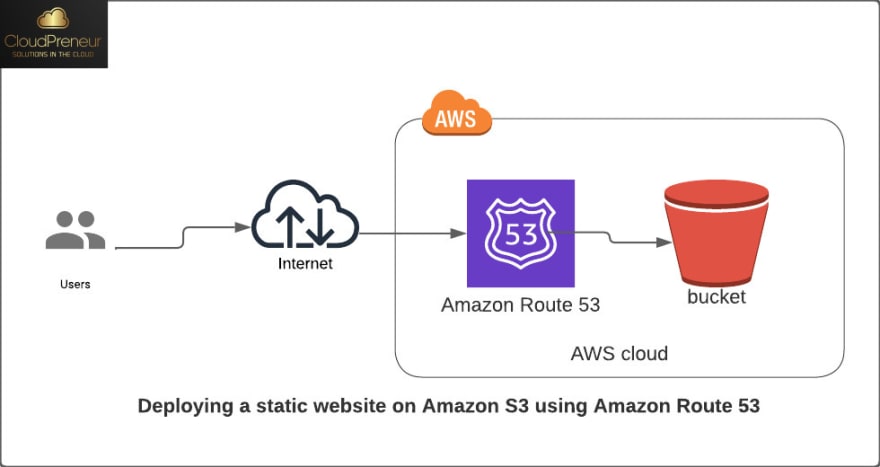 CloudPreneur
SOLUTIONS IN THE CLOUD
AWS
53
Users
Internet
Amazon Route 53
bucket
AWS cloud
Deploying a static website on Amazon S3 using Amazon Route 53